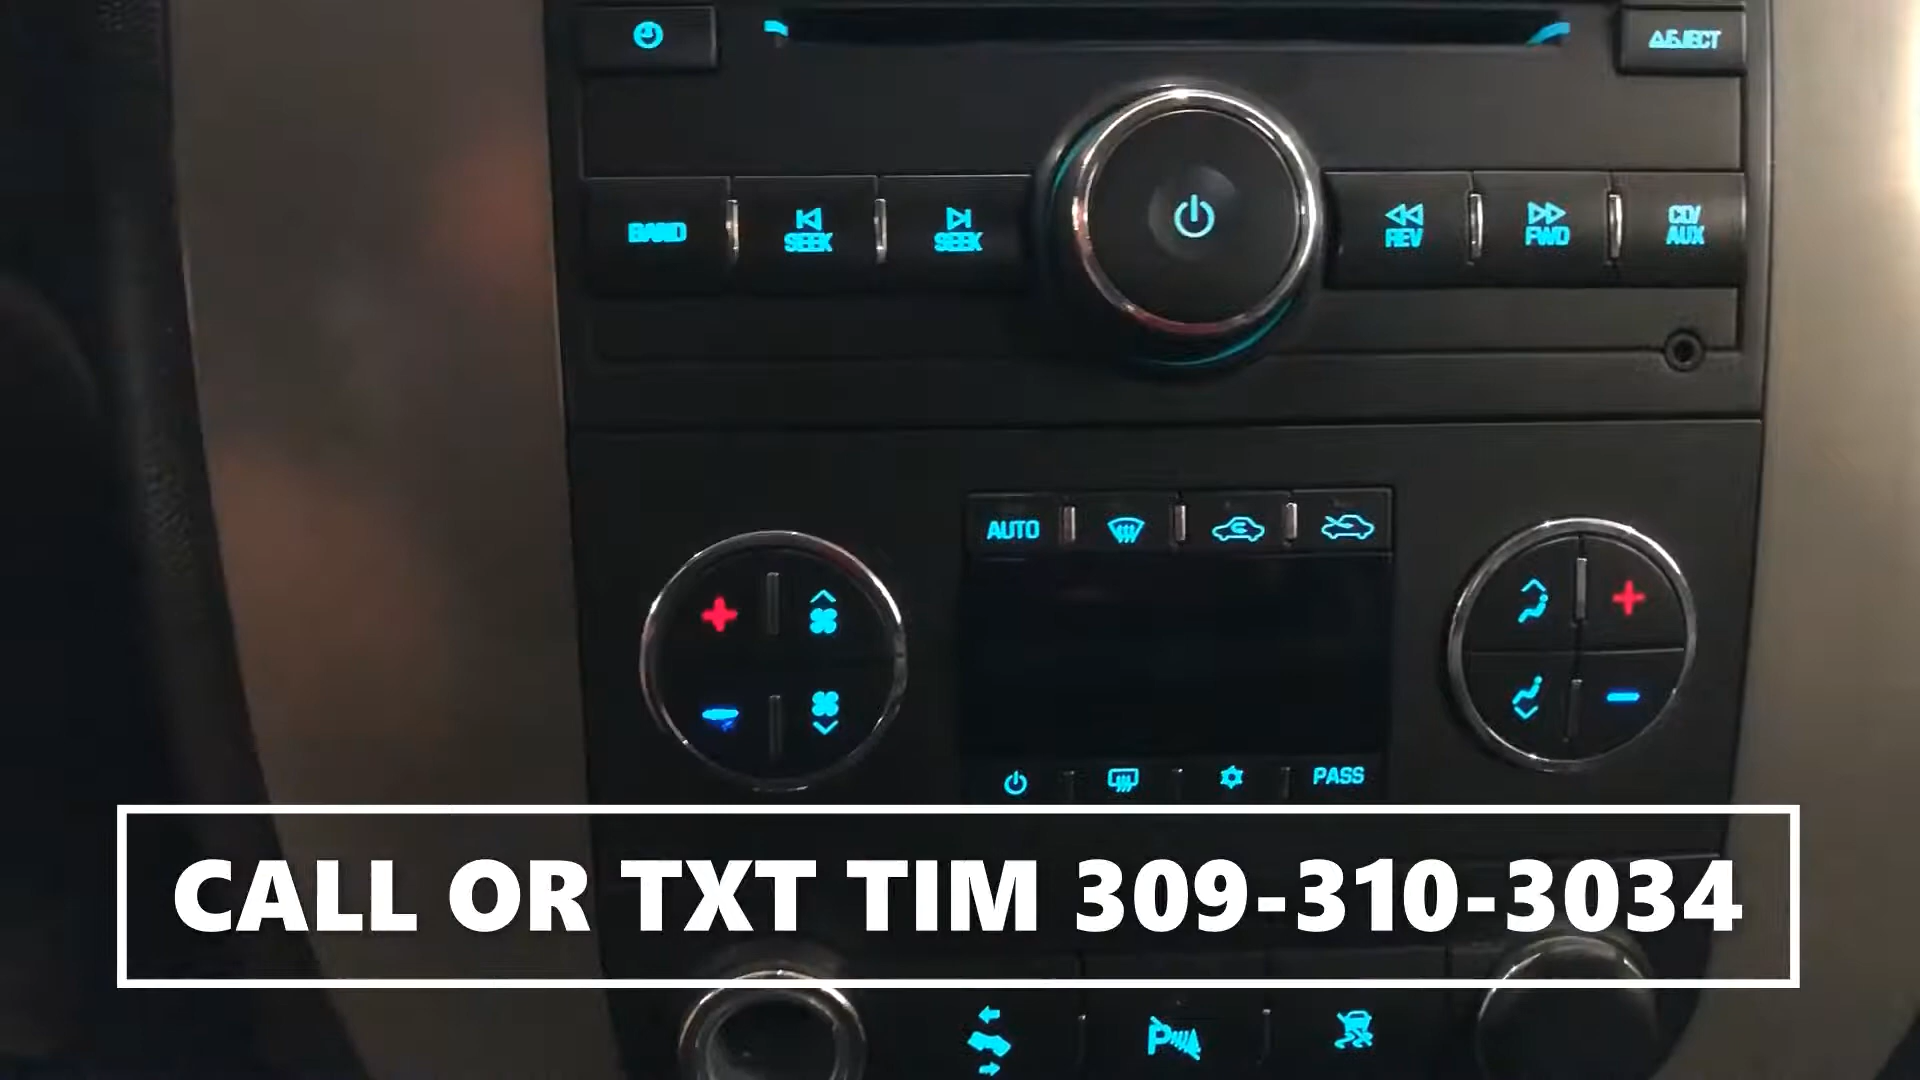 EJECT
BAND
SEEK
SEEK
REV
FWD
CD/
AUX
AUTO
PASS
CALL OR TXT TIM 309-310-3034